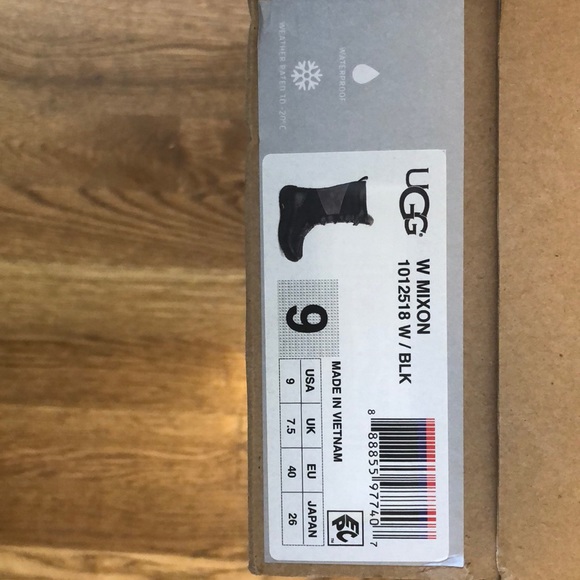 WATERPROOF
WEATHER RATED TO -20°C
UGG
W MIXON
1012518 W / BLK
9
MADE IN VIETNAM
USA UK EU JAPAN
9 7.5 40 26
8 88855 97740 7